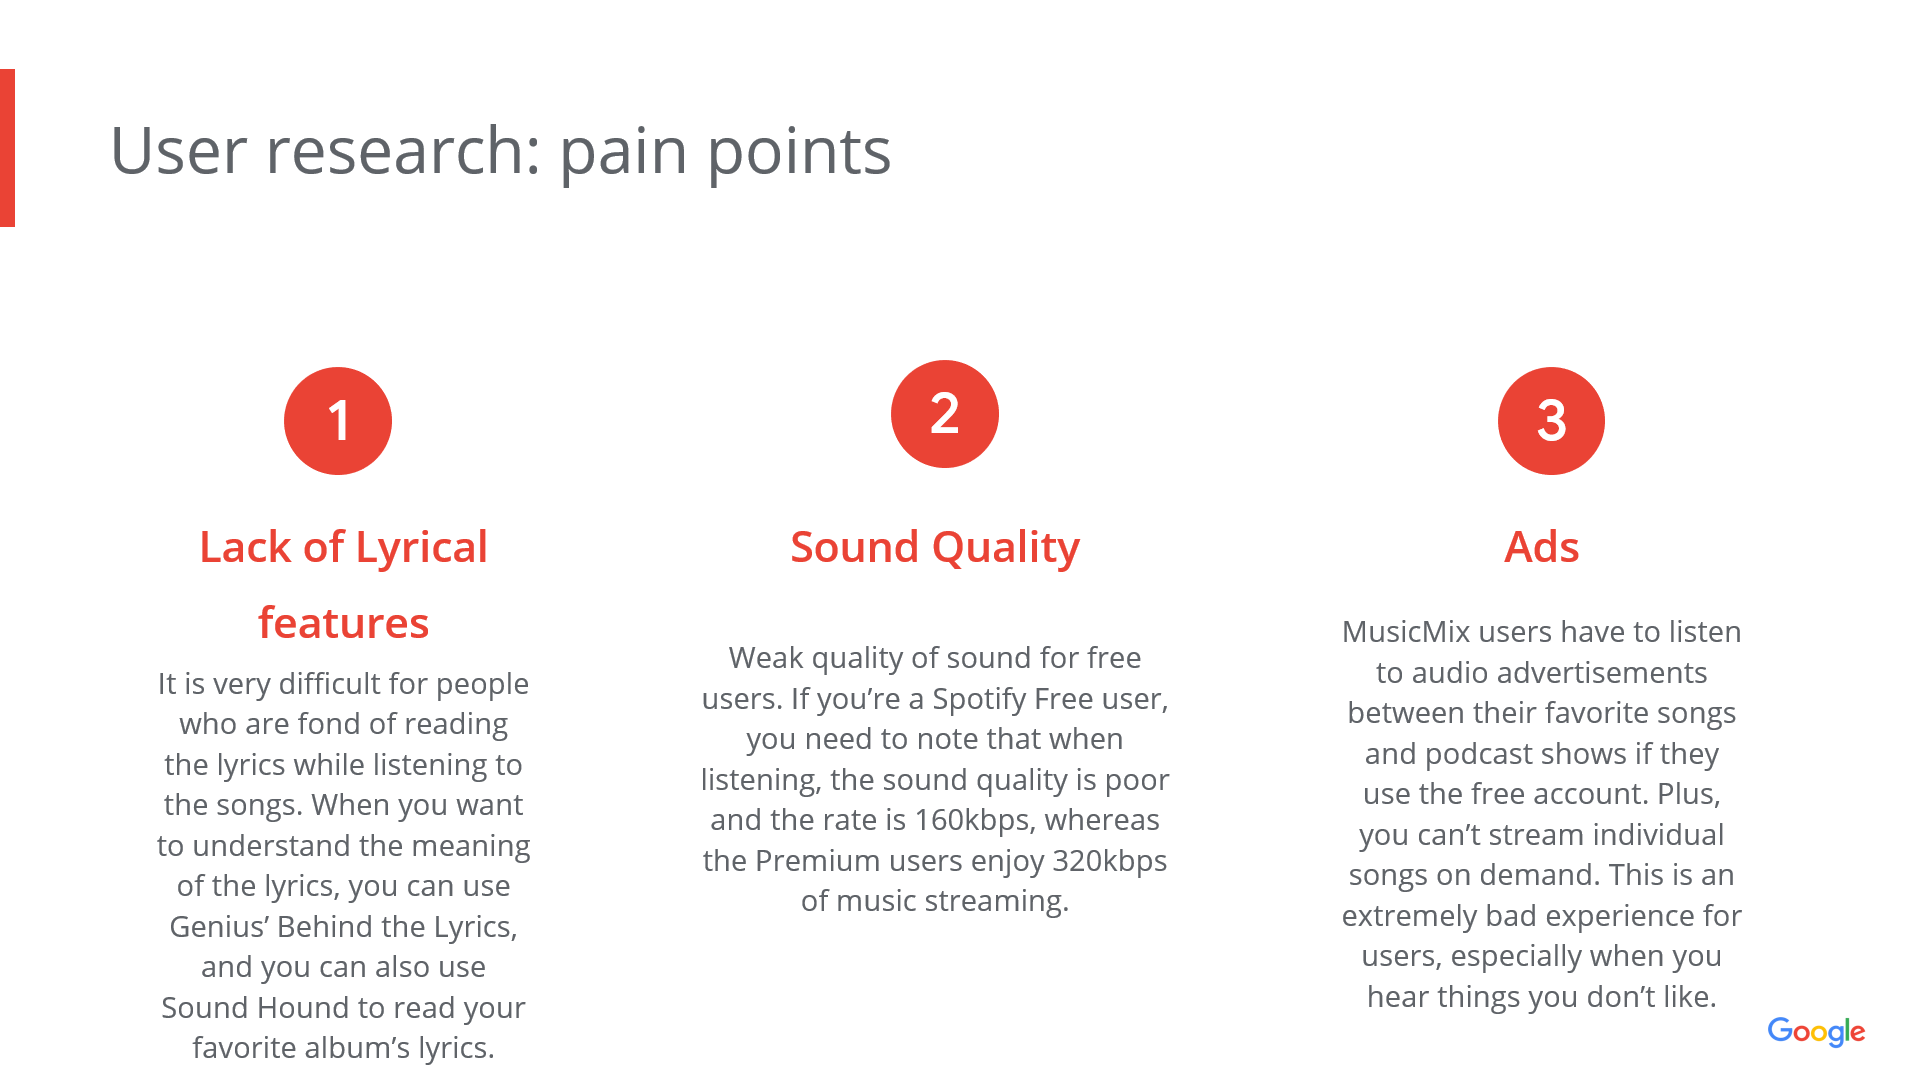 User research: pain points
1
Lack of Lyrical
features
It is very difficult for people
who are fond of reading
the lyrics while listening to
the songs. When you want
to understand the meaning
of the lyrics, you can use
Genius’ Behind the Lyrics,
and you can also use
Sound Hound to read your
favorite album’s lyrics.
2
Sound Quality
Weak quality of sound for free
users. If you’re a Spotify Free user,
you need to note that when
listening, the sound quality is poor
and the rate is 160kbps, whereas
the Premium users enjoy 320kbps
of music streaming.
3
Ads
MusicMix users have to listen
to audio advertisements
between their favorite songs
and podcast shows if they
use the free account. Plus,
you can’t stream individual
songs on demand. This is an
extremely bad experience for
users, especially when you
hear things you don’t like.
Google